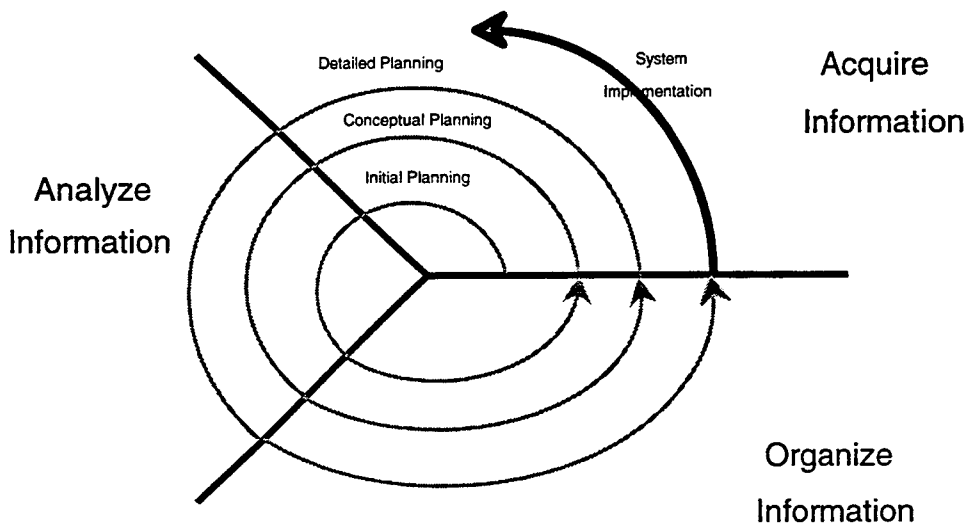 Detailed Planning
System
Implementation
Acquire
Information
Conceptual Planning
Initial Planning
Analyze
Information
Organize
Information